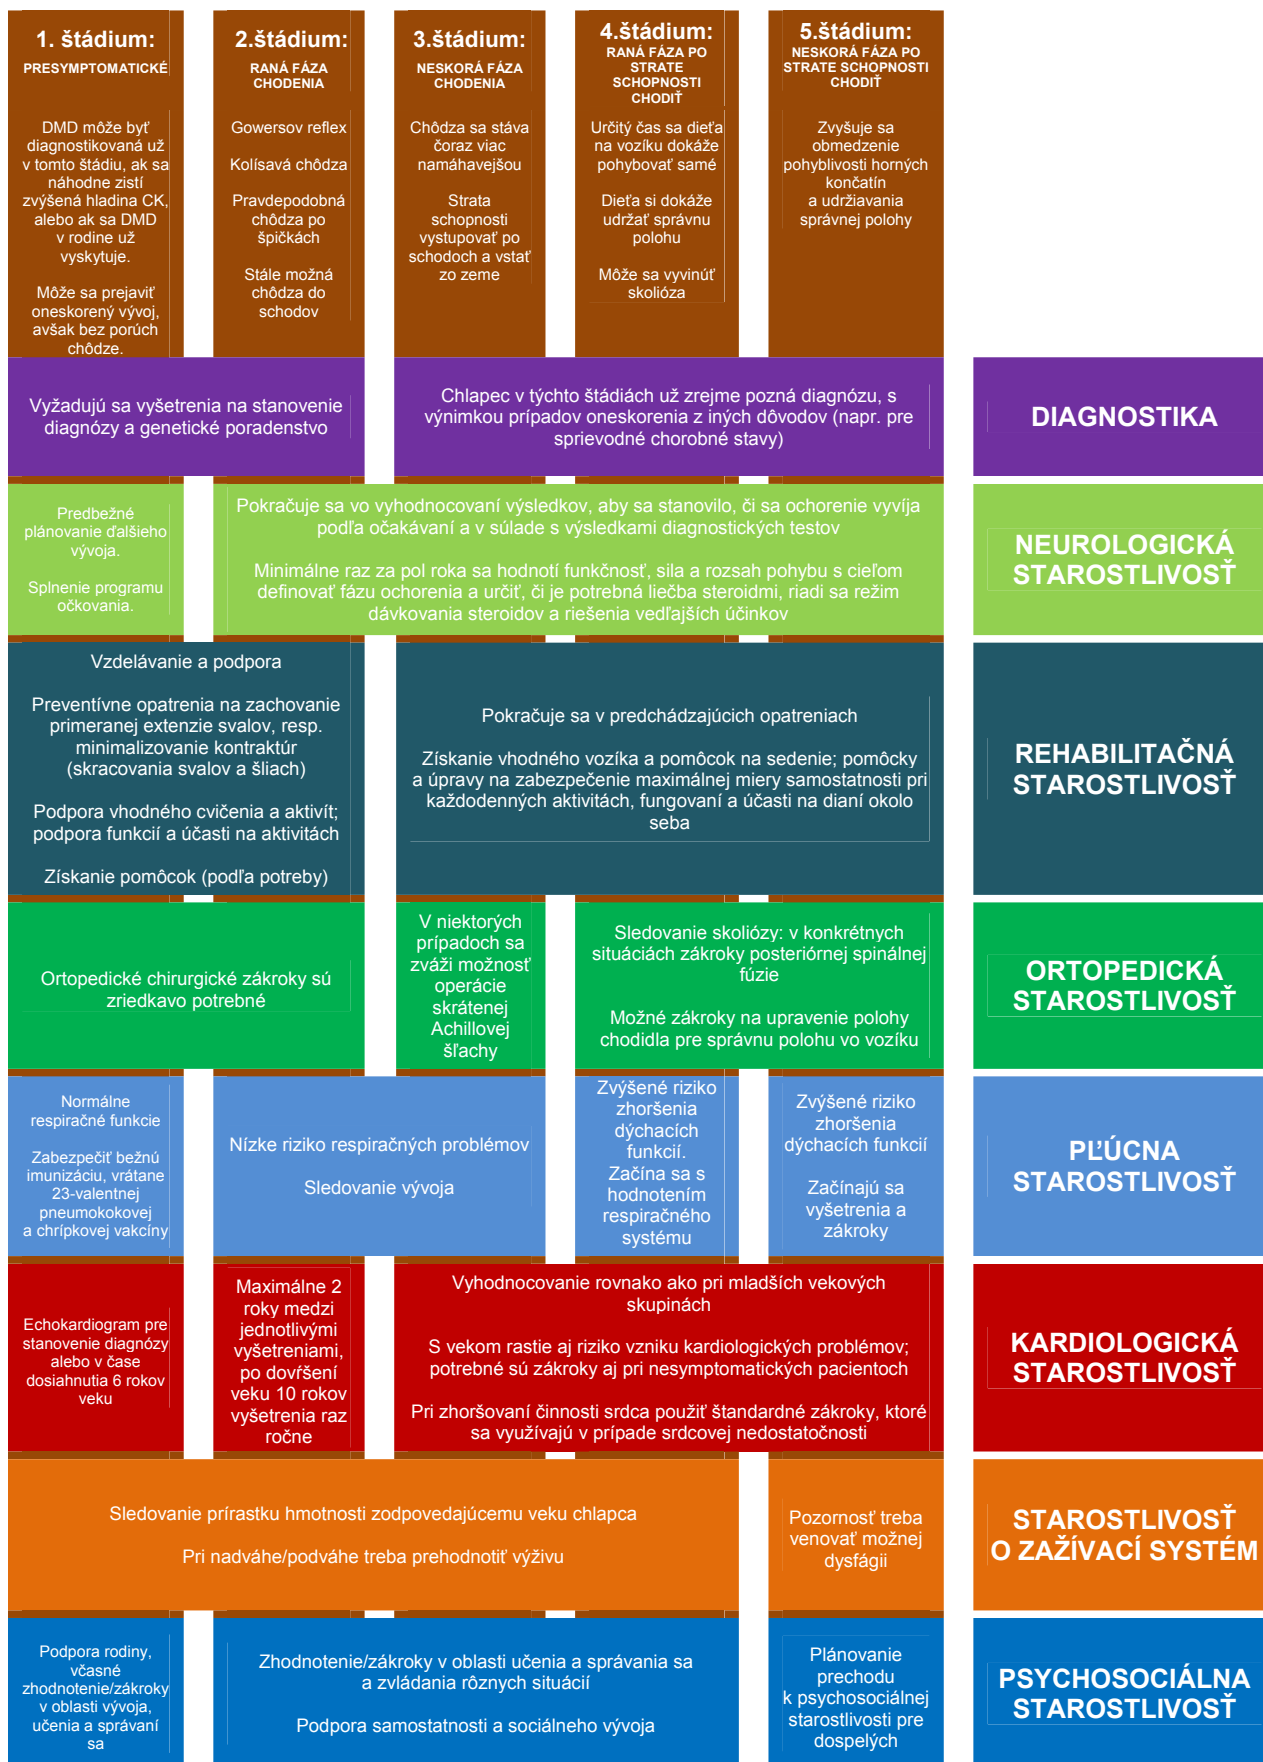 1. štádium:
PRESYMPTOMATICKÉ
DMD môže byť
diagnostikovaná už
v tomto štádiu, ak sa
náhodne zistí
zvýšená hladina CK,
alebo ak sa DMD
v rodine už
vyskytuje.
Môže sa prejaviť
oneskorený vývoj,
avšak bez porúch
chôdze.
2.štádium:
RANÁ FÁZA
CHODENIA
Gowersov reflex
Kolísavá chôdza
Pravdepodobná
chôdza po
špičkách
Stále možná
chôdza do
schodov
3.štádium:
NESKORÁ FÁZA
CHODENIA
Chôdza sa stáva
čoraz viac
namáhavejšou
Strata
schopnosti
vystupovať po
schodoch a vstať
zo zeme
4.štádium:
RANÁ FÁZA PO
STRATE
SCHOPNOSTI
CHODIŤ
Určitý čas sa dieťa
na vozíku dokáže
pohybovať samé
Dieťa si dokáže
udržať správnu
polohu
Môže sa vyvinúť
skolióza
5.štádium:
NESKORÁ FÁZA PO
STRATE SCHOPNOSTI
CHODIŤ
Zvyšuje sa
obmedzenie
pohyblivosti horných
končatín
a udržiavania
správnej polohy
Vyžadujú sa vyšetrenia na stanovenie
diagnózy a genetické poradenstvo
Chlapec v týchto štádiách už zrejme pozná diagnózu, s
výnimkou prípadov oneskorenia z iných dôvodov (napr. pre
sprievodné chorobné stavy)
DIAGNOSTIKA
Predbežné
plánovanie ďalšieho
vývoja.
Splnenie programu
očkovania.
Pokračuje sa vo vyhodnocovaní výsledkov, aby sa stanovilo, či sa ochorenie vyvíja
podľa očakávaní a v súlade s výsledkami diagnostických testov
Minimálne raz za pol roka sa hodnotí funkčnosť, sila a rozsah pohybu s cieľom
definovať fázu ochorenia a určiť, či je potrebná liečba steroidmi, riadi sa režim
dávkovania steroidov a riešenia vedľajších účinkov
NEUROLOGICKÁ
STAROSTLIVOSŤ
Vzdelávanie a podpora
Preventívne opatrenia na zachovanie
primeranej extenzie svalov, resp.
minimalizovanie kontraktúr
(skracovania svalov a šliach)
Podpora vhodného cvičenia a aktivít;
podpora funkcií a účasti na aktivitách
Získanie pomôcok (podľa potreby)
Pokračuje sa v predchádzajúcich opatreniach
Získanie vhodného vozíka a pomôcok na sedenie; pomôcky
a úpravy na zabezpečenie maximálnej miery samostatnosti pri
každodenných aktivitách, fungovaní a účasti na dianí okolo
seba
REHABILITAČNÁ
STAROSTLIVOSŤ
Ortopedické chirurgické zákroky sú
zriedkavo potrebné
V niektorých
prípadoch sa
zváži možnosť
operácie
skrátenej
Achillovej
šľachy
Sledovanie skoliózy: v konkrétnych
situáciách zákroky posteriórnej spinálnej
fúzie
Možné zákroky na upravenie polohy
chodidla pre správnu polohu vo vozíku
ORTOPEDICKÁ
STAROSTLIVOSŤ
Normálne
respiračné funkcie
Zabezpečiť bežnú
imunizáciu, vrátane
23-valentnej
pneumokokovej
a chrípkovej vakcíny
Nízke riziko respiračných problémov
Sledovanie vývoja
Zvýšené riziko
zhoršenia
dýchacích
funkcií.
Začína sa s
hodnotením
respiračného
systému
Zvýšené riziko
zhoršenia
dýchacích funkcií
Začínajú sa
vyšetrenia a
zákroky
PĽÚCNA
STAROSTLIVOSŤ
Echokardiogram pre
stanovenie diagnózy
alebo v čase
dosiahnutia 6 rokov
veku
Maximálne 2
roky medzi
jednotlivými
vyšetreniami,
po dovŕšení
veku 10 rokov
vyšetrenia raz
ročne
Vyhodnocovanie rovnako ako pri mladších vekových
skupinách
S vekom rastie aj riziko vzniku kardiologických problémov;
potrebné sú zákroky aj pri nesymptomatických pacientoch
Pri zhoršovaní činnosti srdca použiť štandardné zákroky, ktoré
sa využívajú v prípade srdcovej nedostatočnosti
KARDIOLOGICKÁ
STAROSTLIVOSŤ
Sledovanie prírastku hmotnosti zodpovedajúcemu veku chlapca
Pri nadváhe/podváhe treba prehodnotiť výživu
Pozornosť treba
venovať možnej
dysfágii
STAROSTLIVOSŤ
O ZAŽÍVACÍ SYSTÉM
Podpora rodiny,
včasné
zhodnotenie/zákroky
v oblasti vývoja,
učenia a správaní
sa
Zhodnotenie/zákroky v oblasti učenia a správania sa
a zvládania rôznych situácií
Podpora samostatnosti a sociálneho vývoja
Plánovanie
prechodu
k psychosociálnej
starostlivosti pre
dospelých
PSYCHOSOCIÁLNA
STAROSTLIVOSŤ